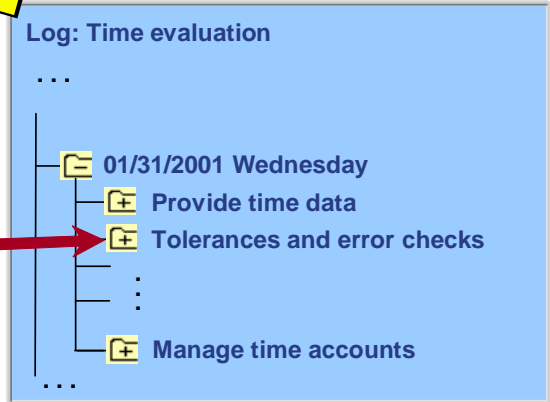 Log: Time evaluation
...
01/31/2001 Wednesday
Provide time data
Tolerances and error checks
Manage time accounts
...